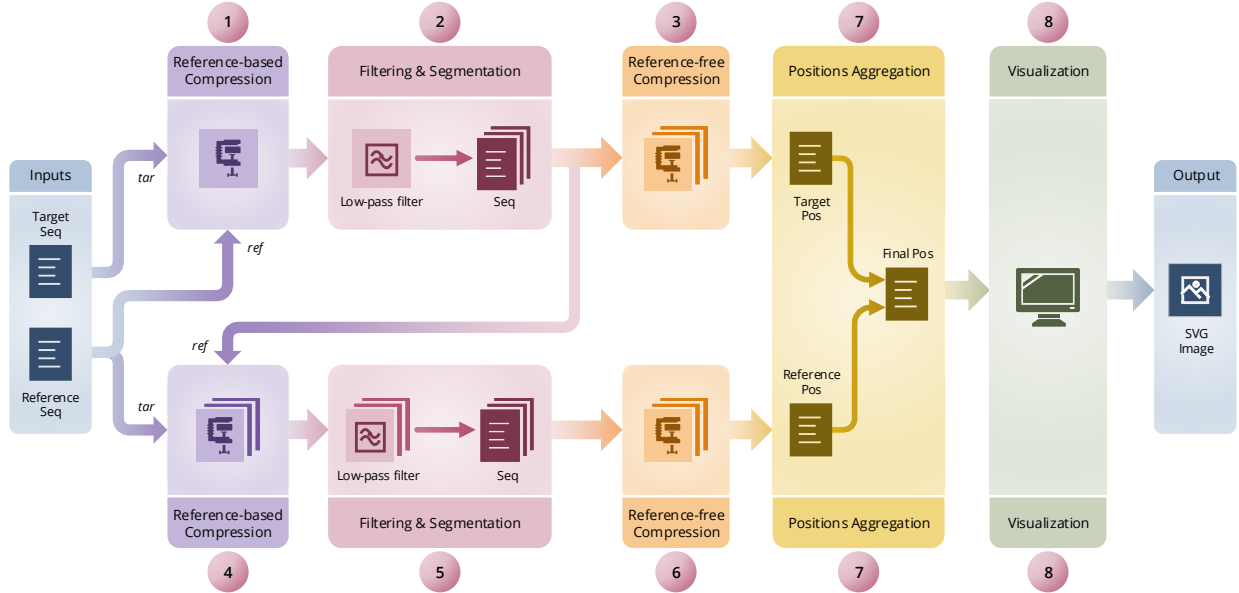 1
2
3
7
8
Reference-based
Compression
Filtering & Segmentation
Reference-free
Compression
Positions Aggregation
Visualization
Inputs
Target
Seq
Reference
Seq
tar
ref
Low-pass filter
Seq
Target
Pos
Final Pos
Output
SVG
Image
ref
tar
Low-pass filter
Seq
Reference
Pos
Reference-based
Compression
Filtering & Segmentation
Reference-free
Compression
Positions Aggregation
Visualization
4
5
6
7
8